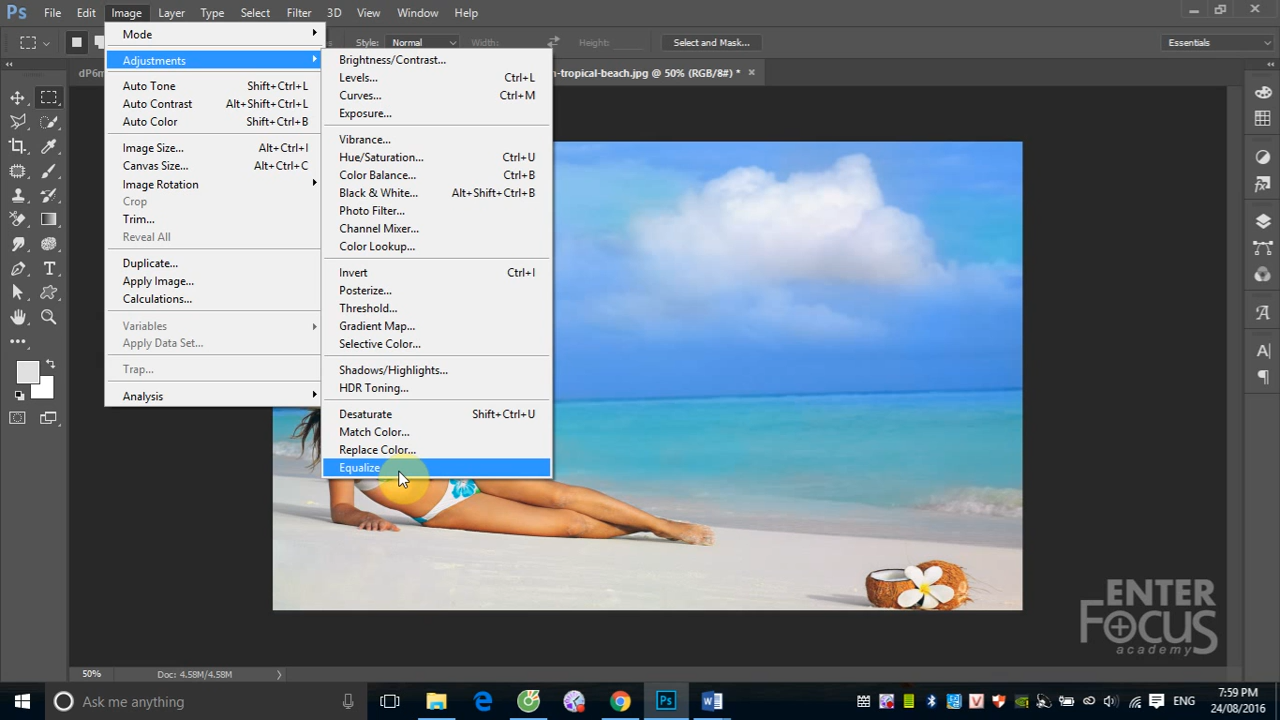 Ps File Edit Image Layer Type Select Filter 3D View Window Help
Style: Normal Width: Height: Select and Mask... Essentials
n-tropical-beach.jpg @ 50% (RGB/8#) *
Mode
Adjustments
Auto Tone Shift+Ctrl+L
Auto Contrast Alt+Shift+Ctrl+L
Auto Color Shift+Ctrl+B
Image Size... Alt+Ctrl+I
Canvas Size... Alt+Ctrl+C
Image Rotation
Crop
Trim...
Reveal All
Duplicate...
Apply Image...
Calculations...
Variables
Apply Data Set...
Trap...
Analysis
Brightness/Contrast...
Levels... Ctrl+L
Curves... Ctrl+M
Exposure...
Vibrance...
Hue/Saturation... Ctrl+U
Color Balance... Ctrl+B
Black & White... Alt+Shift+Ctrl+B
Photo Filter...
Channel Mixer...
Color Lookup...
Invert Ctrl+I
Posterize...
Threshold...
Gradient Map...
Selective Color...
Shadows/Highlights...
HDR Toning...
Desaturate Shift+Ctrl+U
Match Color...
Replace Color...
Equalize
ENTER
FOCUS
academy
50% Doc: 4.58M/4.58M
Ask me anything
Ps
ENG
7:59 PM
24/08/2016